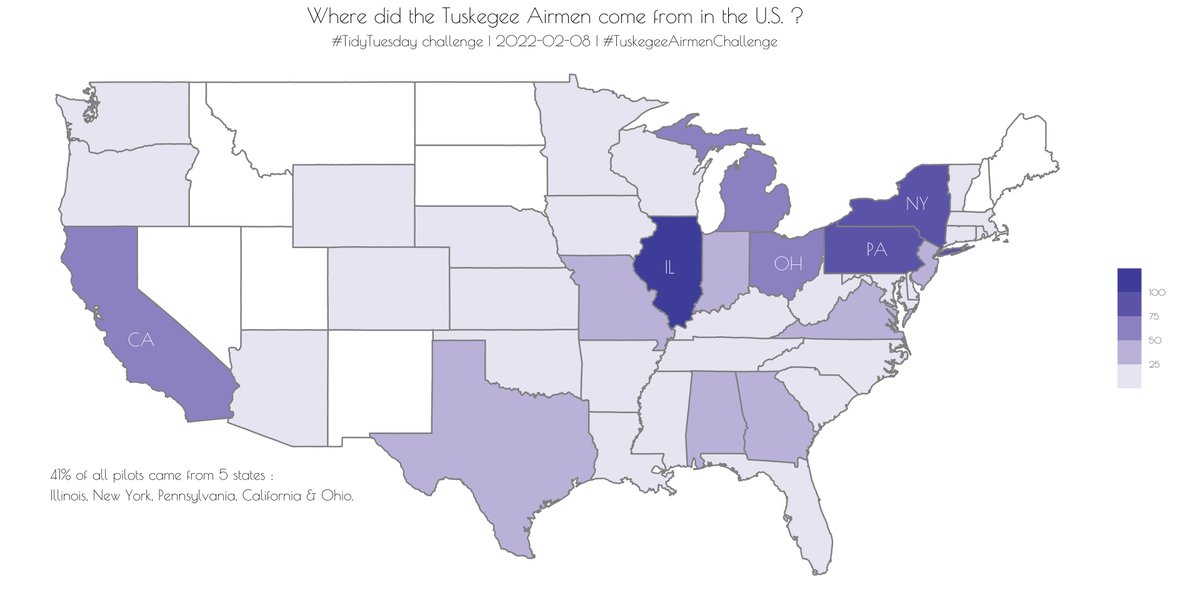 Where did the Tuskegee Airmen come from in the U.S. ?
#TidyTuesday challenge | 2022-02-08 | #TuskegeeAirmenChallenge
NY
PA
IL
OH
CA
100
75
50
25
41% of all pilots came from 5 states :
Illinois, New York, Pennsylvania, California & Ohio.